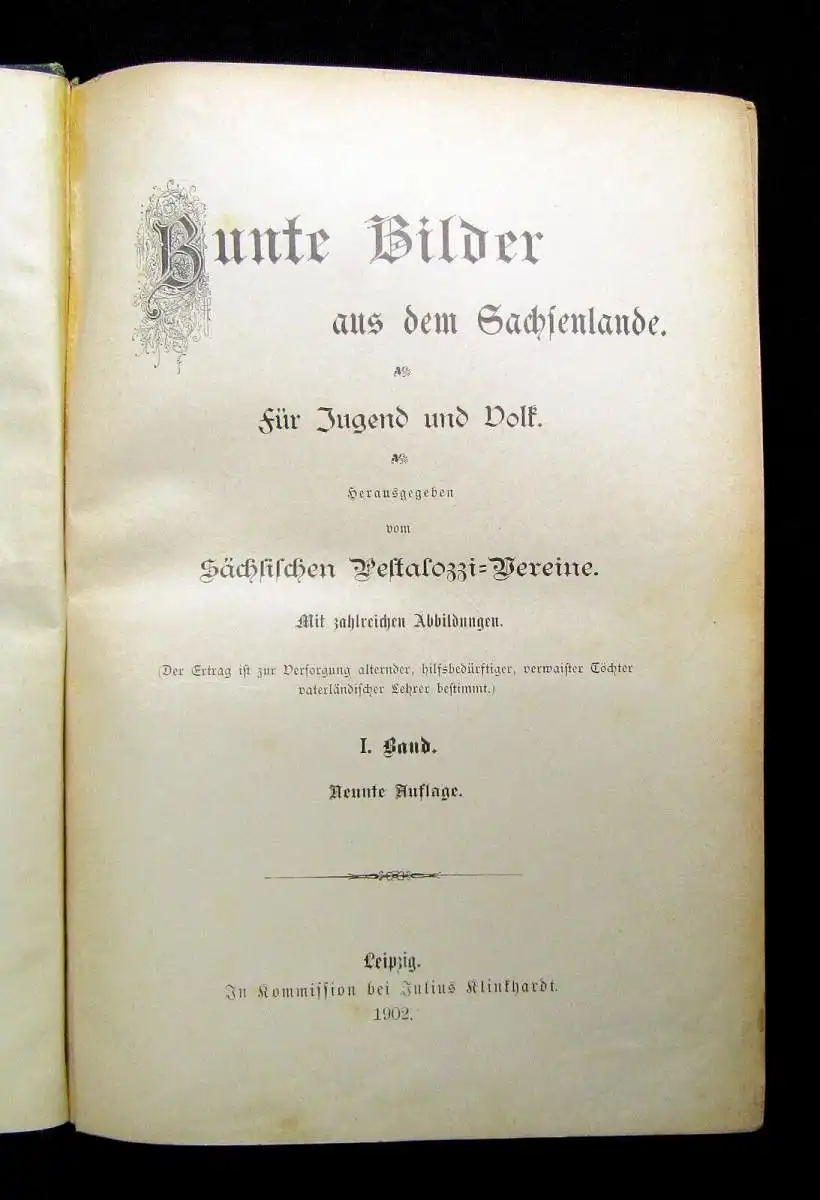 Bunte Bilder
aus dem Sachſenlande.
Für Jugend und Volk.
Herausgegeben
vom
Sächſiſchen Peſtalozzi=Vereine.
Mit zahlreichen Abbildungen.
(Der Ertrag iſt zur Verſorgung alternder, hilfsbedürftiger, verwaiſter Töchter
vaterländiſcher Lehrer beſtimmt.)
I. Band.
Neunte Auflage.
Leipzig.
In Kommiſſion bei Julius Klinkhardt.
1902.